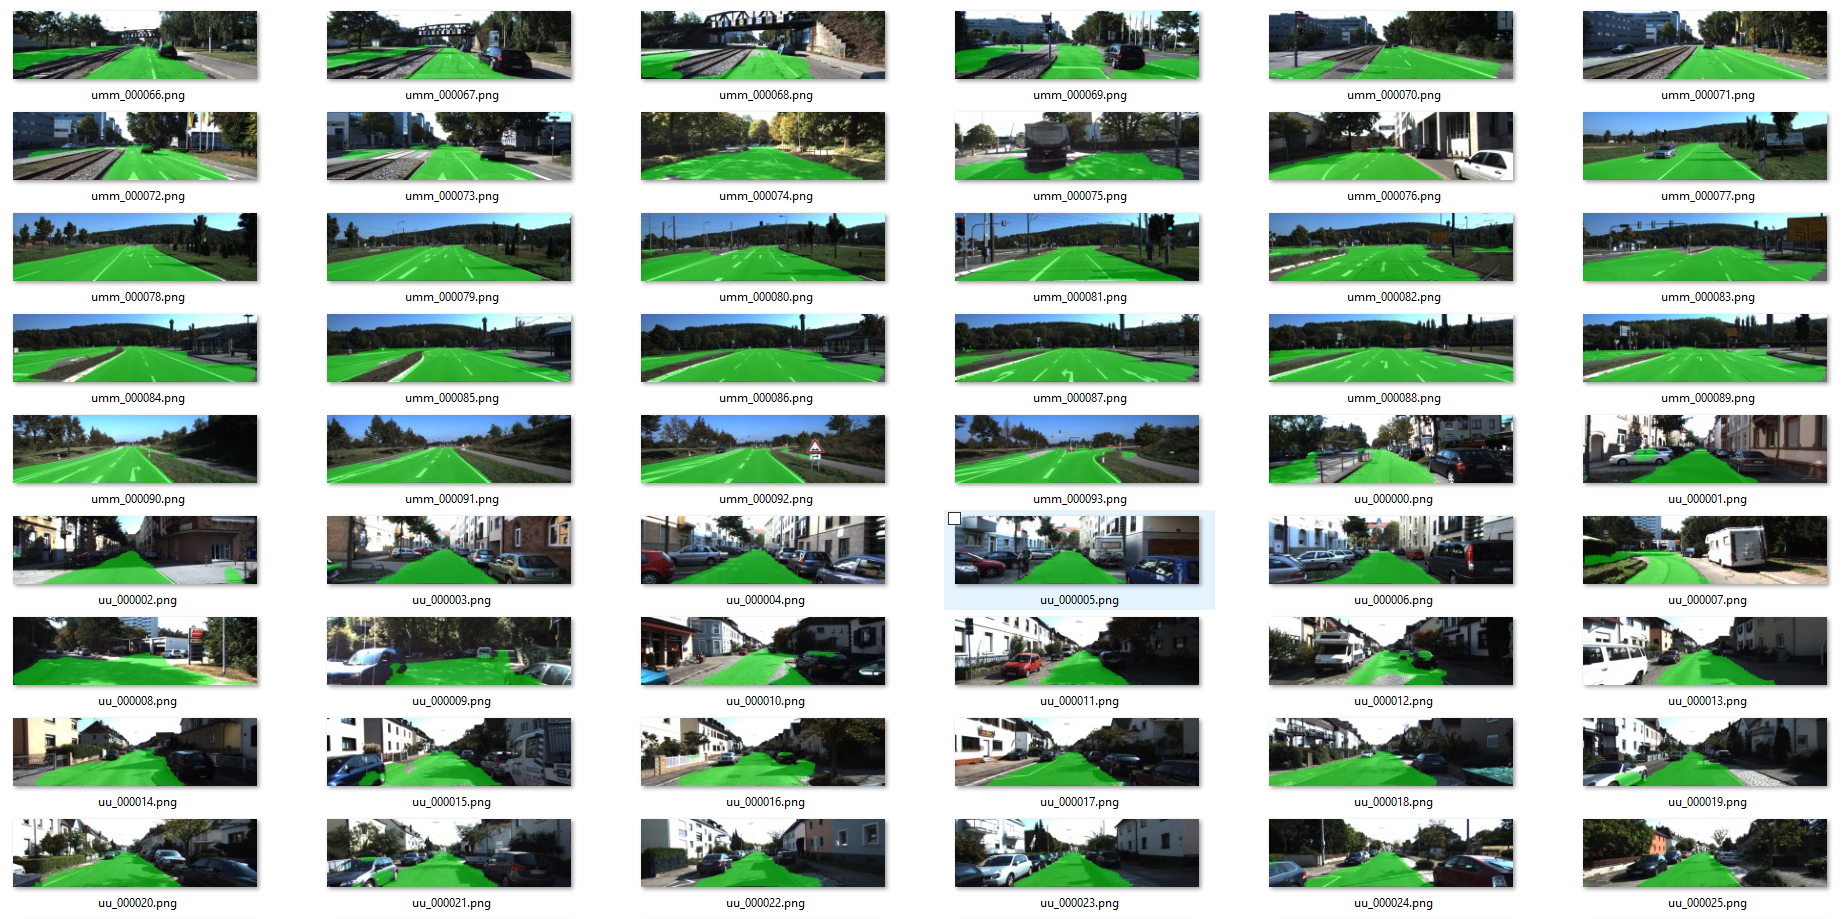 umm_000066.png umm_000067.png umm_000068.png umm_000069.png umm_000070.png umm_000071.png
umm_000072.png umm_000073.png umm_000074.png umm_000075.png umm_000076.png umm_000077.png
umm_000078.png umm_000079.png umm_000080.png umm_000081.png umm_000082.png umm_000083.png
umm_000084.png umm_000085.png umm_000086.png umm_000087.png umm_000088.png umm_000089.png
umm_000090.png umm_000091.png umm_000092.png umm_000093.png uu_000000.png uu_000001.png
uu_000002.png uu_000003.png uu_000004.png uu_000005.png uu_000006.png uu_000007.png
uu_000008.png uu_000009.png uu_000010.png uu_000011.png uu_000012.png uu_000013.png
uu_000014.png uu_000015.png uu_000016.png uu_000017.png uu_000018.png uu_000019.png
uu_000020.png uu_000021.png uu_000022.png uu_000023.png uu_000024.png uu_000025.png